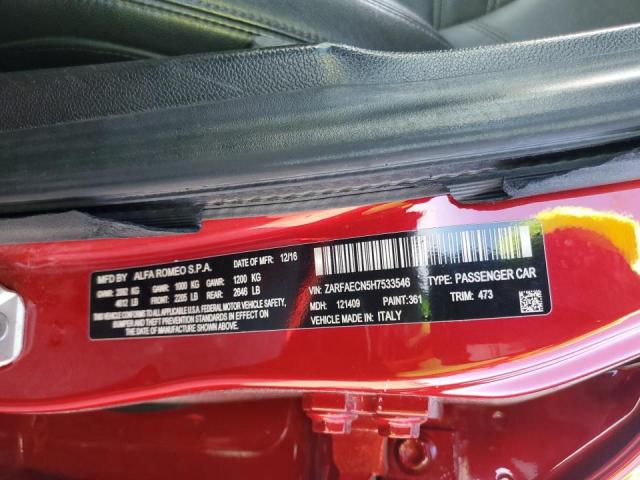 MFD BY ALFA ROMEO S.P.A. DATE OF MFR: 12/16
GVWR: 2092 KG GAWR: 1000 KG GAWR: 1200 KG
4612 LB FRONT: 2205 LB REAR: 2646 LB
THIS VEHICLE CONFORMS TO ALL APPLICABLE U.S.A. FEDERAL MOTOR VEHICLE SAFETY,
BUMPER AND THEFT PREVENTION STANDARDS IN EFFECT ON
THE DATE OF MANUFACTURE SHOWN ABOVE.
VIN: ZARFAECN5H7533546 TYPE: PASSENGER CAR
MDH: 121409 PAINT: 361 TRIM: 473
VEHICLE MADE IN: ITALY